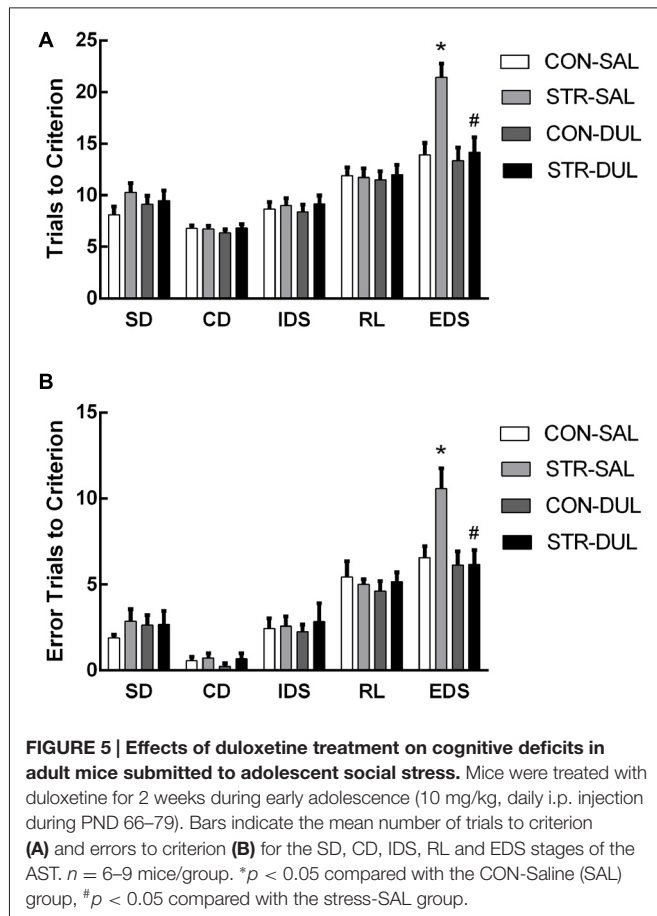 A
Trials to Criterion
25
20
15
10
5
0
*
#
SD CD IDS RL EDS
CON-SAL
STR-SAL
CON-DUL
STR-DUL
B
Error Trials to Criterion
15
10
5
0
*
#
SD CD IDS RL EDS
CON-SAL
STR-SAL
CON-DUL
STR-DUL
FIGURE 5 | Effects of duloxetine treatment on cognitive deficits in
adult mice submitted to adolescent social stress. Mice were treated with
duloxetine for 2 weeks during early adolescence (10 mg/kg, daily i.p. injection
during PND 66–79). Bars indicate the mean number of trials to criterion
(A) and errors to criterion (B) for the SD, CD, IDS, RL and EDS stages of the
AST. n = 6–9 mice/group. *p < 0.05 compared with the CON-Saline (SAL)
group, #p < 0.05 compared with the stress-SAL group.